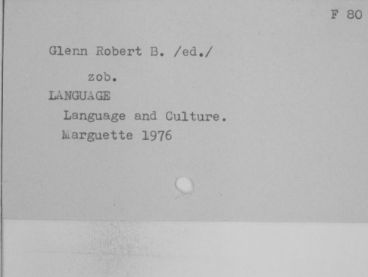 F 80
Glenn Robert B. /ed./
zob.
LANGUAGE
Language and Culture.
Marguette 1976